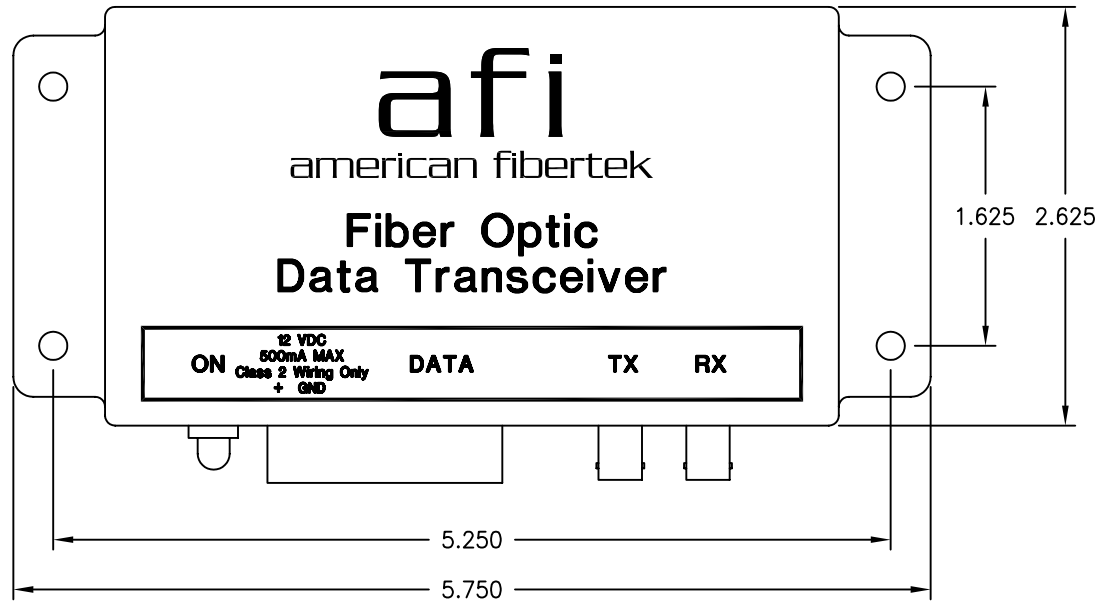 afi
american fibertek
Fiber Optic
Data Transceiver
ON
12 VDC
500mA MAX
Class 2 Wiring Only
+ GND
DATA
TX
RX
1.625
2.625
5.250
5.750